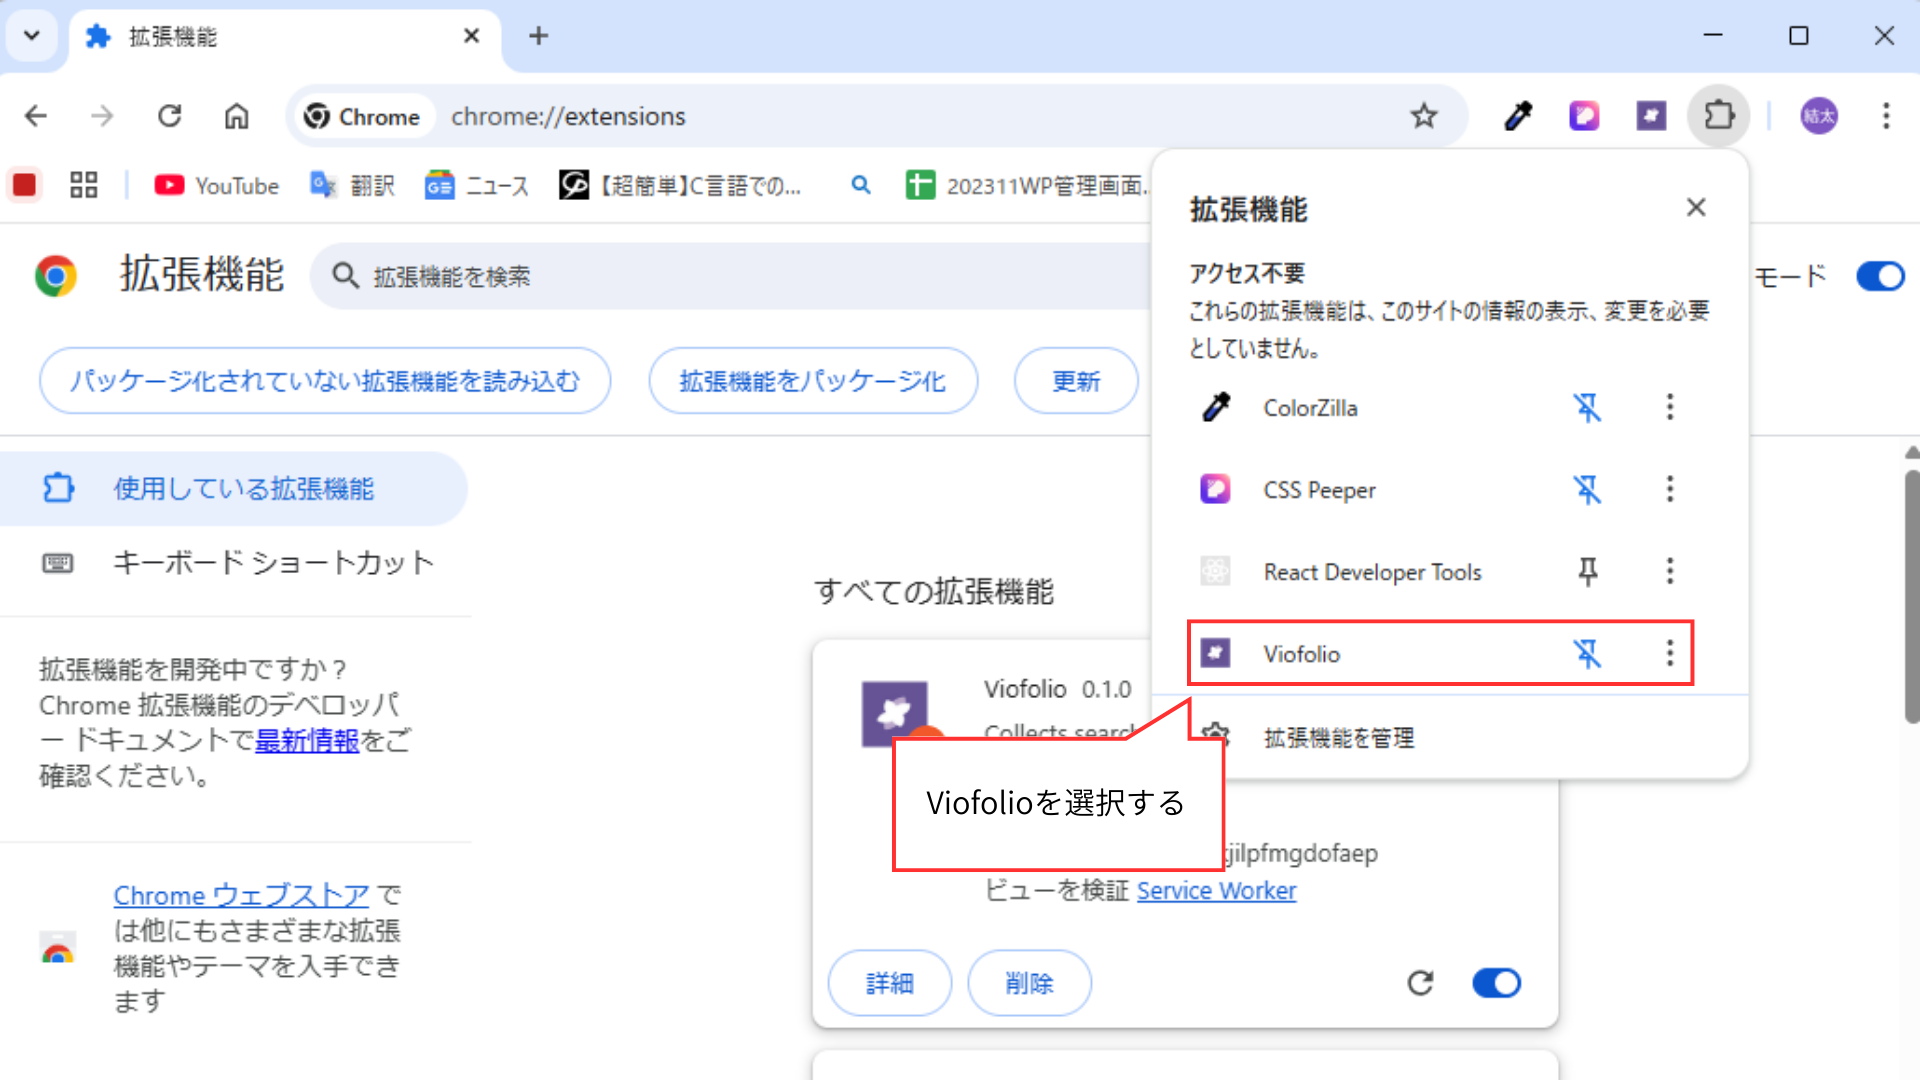 拡張機能
Chrome
chrome://extensions
結太
YouTube
翻訳
ニュース
【超簡単】C言語での...
202311WP管理画面...
拡張機能
拡張機能を検索
モード
パッケージ化されていない拡張機能を読み込む
拡張機能をパッケージ化
更新
使用している拡張機能
キーボード ショートカット
拡張機能を開発中ですか？
Chrome 拡張機能のデベロッパ
ー ドキュメントで最新情報をご
確認ください。
Chrome ウェブストア で
は他にもさまざまな拡張
機能やテーマを入手でき
ます
すべての拡張機能
Viofolio 0.1.0
Collects search
jilpfmgdofaep
ビューを検証 Service Worker
詳細
削除
拡張機能
アクセス不要
これらの拡張機能は、このサイトの情報の表示、変更を必要
としていません。
ColorZilla
CSS Peeper
React Developer Tools
Viofolio
拡張機能を管理
Viofolioを選択する